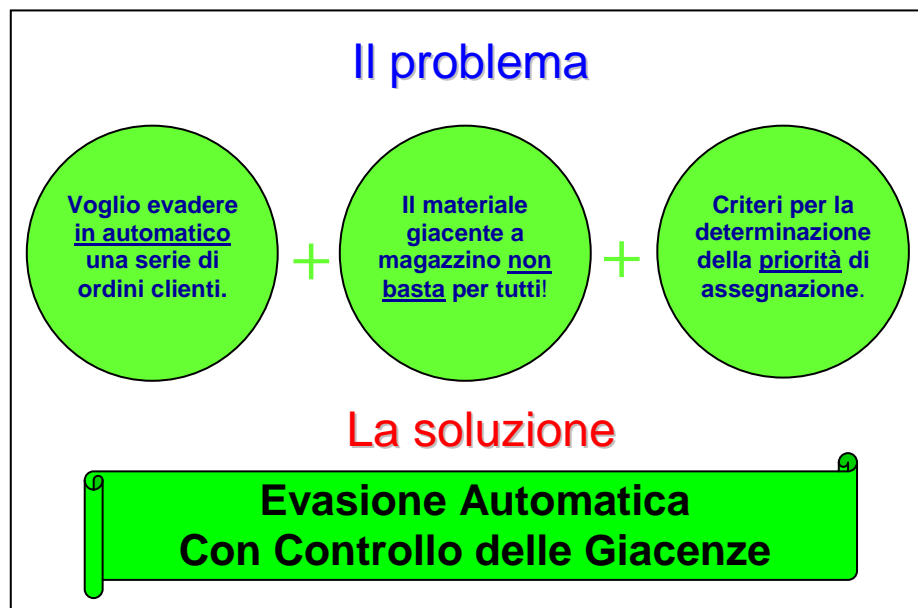 Il problema
Voglio evadere
in automatico
una serie di
ordini clienti.
+
Il materiale
giacente a
magazzino non
basta per tutti!
+
Criteri per la
determinazione
della priorità di
assegnazione.
La soluzione
Evasione Automatica
Con Controllo delle Giacenze